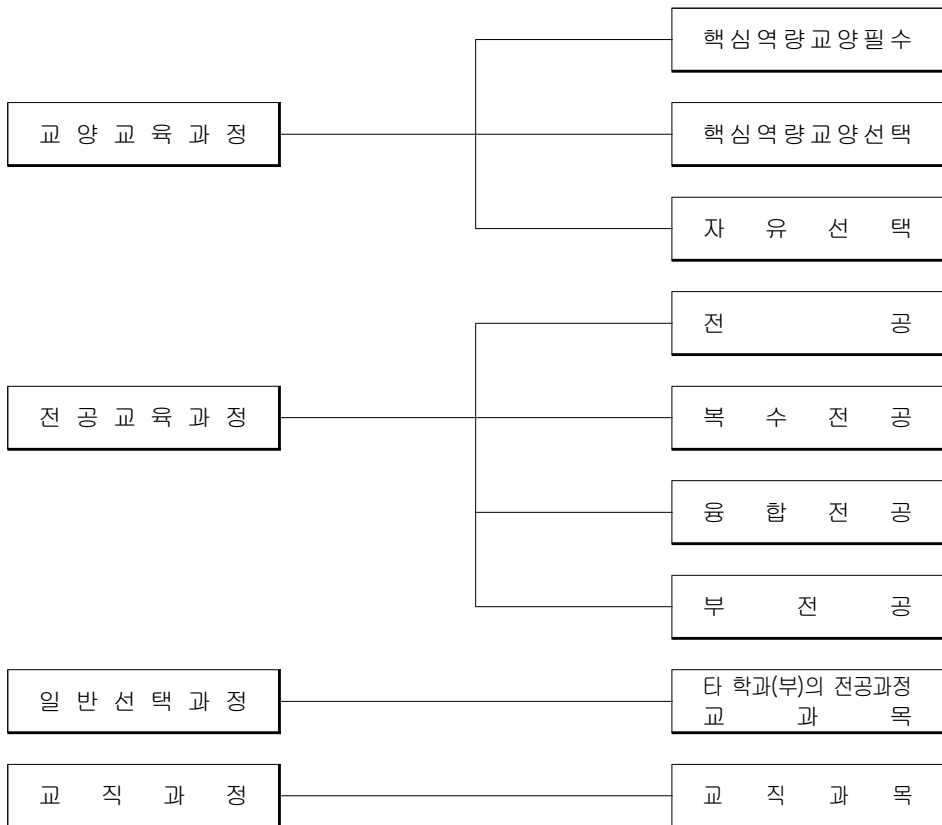 핵심역량교양필수
교양교육과정
핵심역량교양선택
자유선택
전공
전공교육과정
복수전공
융합전공
부전공
일반선택과정
타 학과(부)의 전공과정
교과목
교직과정
교직과목